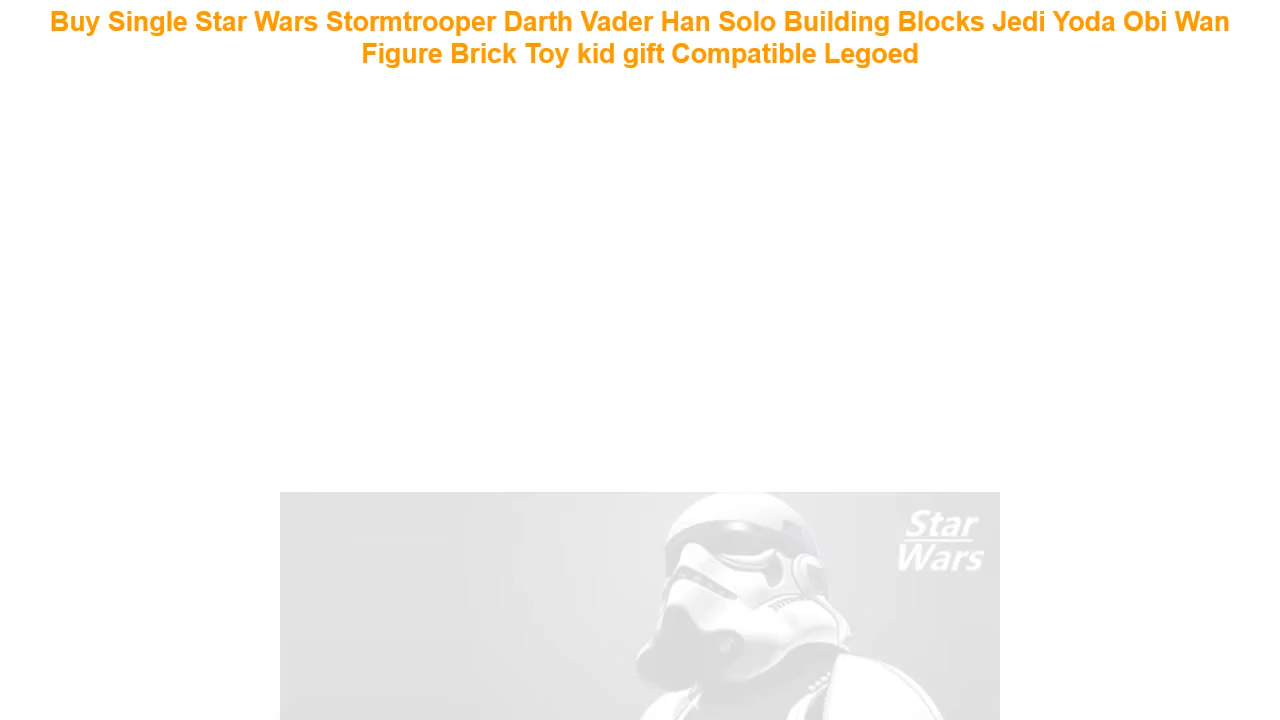 Buy Single Star Wars Stormtrooper Darth Vader Han Solo Building Blocks Jedi Yoda Obi Wan
Figure Brick Toy kid gift Compatible Legoed
Star
Wars